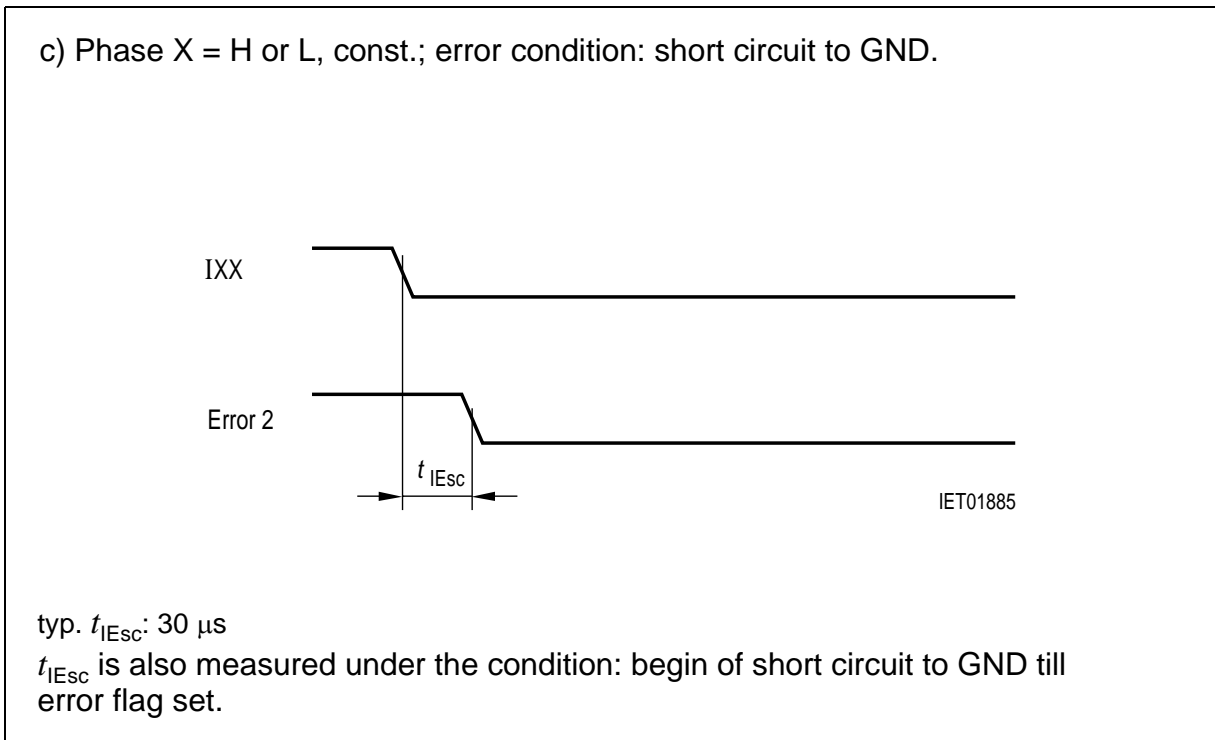 c) Phase X = H or L, const.; error condition: short circuit to GND.
IXX
Error 2
t IEsc
IET01885
typ. tIEsc: 30 μs
tIEsc is also measured under the condition: begin of short circuit to GND till
error flag set.